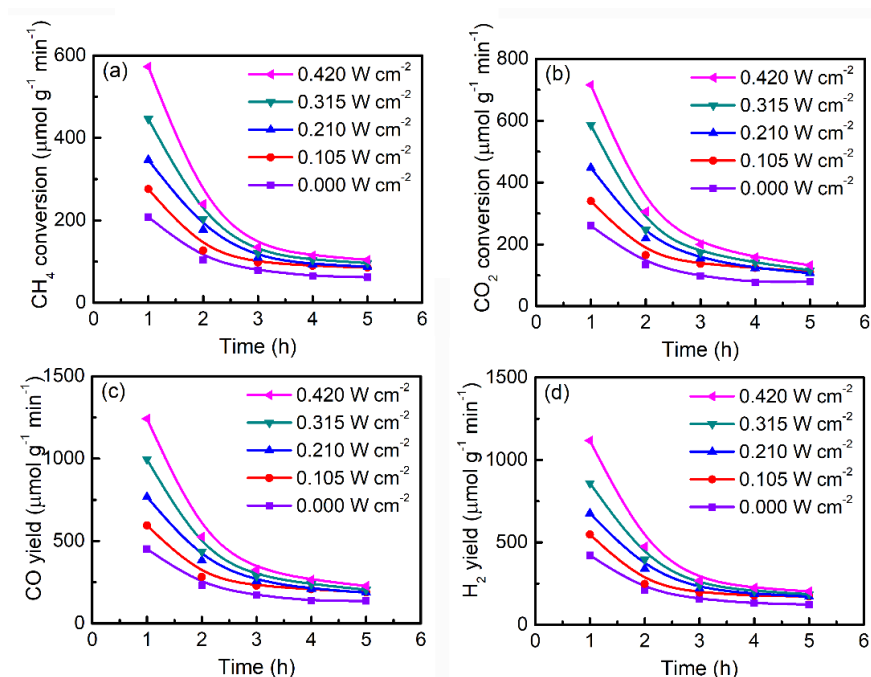 (a)
0.420 W cm⁻²
0.315 W cm⁻²
0.210 W cm⁻²
0.105 W cm⁻²
0.000 W cm⁻²
CH₄ conversion (μmol g⁻¹ min⁻¹)
600
400
200
0
0 1 2 3 4 5 6
Time (h)
(b)
0.420 W cm⁻²
0.315 W cm⁻²
0.210 W cm⁻²
0.105 W cm⁻²
0.000 W cm⁻²
CO₂ conversion (μmol g⁻¹ min⁻¹)
800
600
400
200
0
0 1 2 3 4 5 6
Time (h)
(c)
0.420 W cm⁻²
0.315 W cm⁻²
0.210 W cm⁻²
0.105 W cm⁻²
0.000 W cm⁻²
CO yield (μmol g⁻¹ min⁻¹)
1500
1000
500
0
0 1 2 3 4 5 6
Time (h)
(d)
0.420 W cm⁻²
0.315 W cm⁻²
0.210 W cm⁻²
0.105 W cm⁻²
0.000 W cm⁻²
H₂ yield (μmol g⁻¹ min⁻¹)
1500
1000
500
0
0 1 2 3 4 5 6
Time (h)